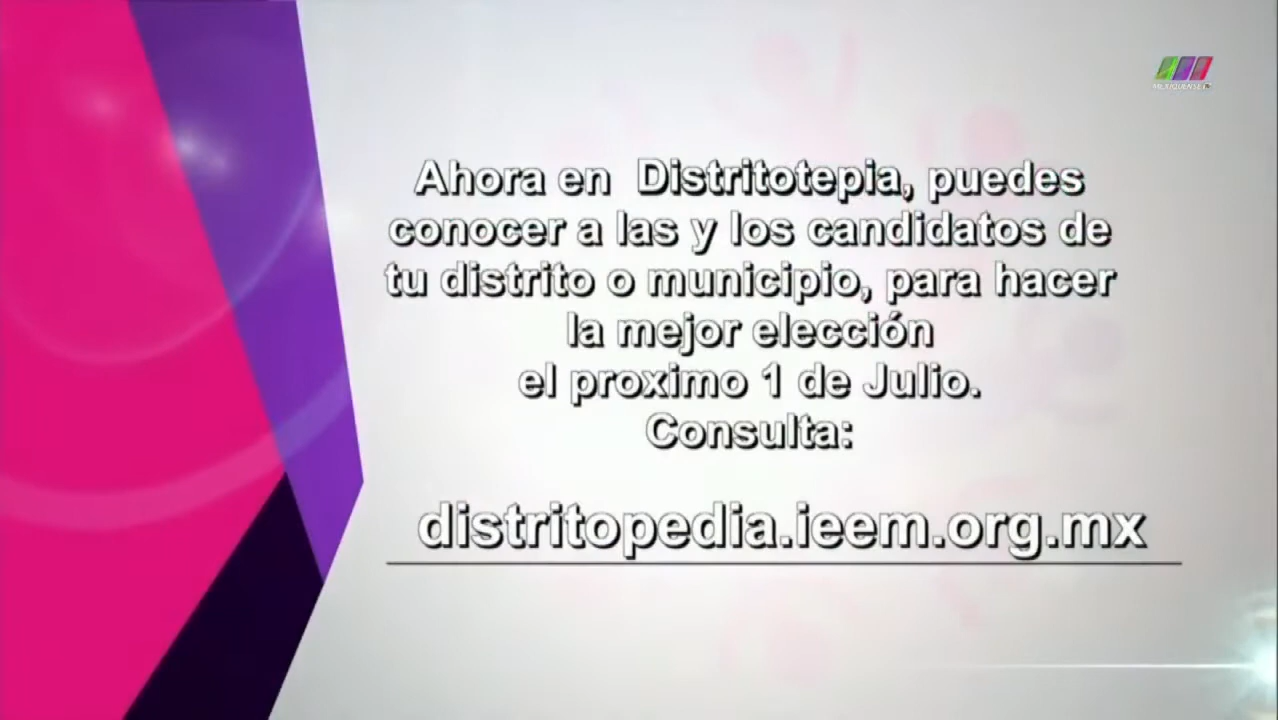 MEXIQUENSE
Ahora en Distritotepia, puedes
conocer a las y los candidatos de
tu distrito o municipio, para hacer
la mejor elección
el proximo 1 de Julio.
Consulta:
distritopedia.ieem.org.mx